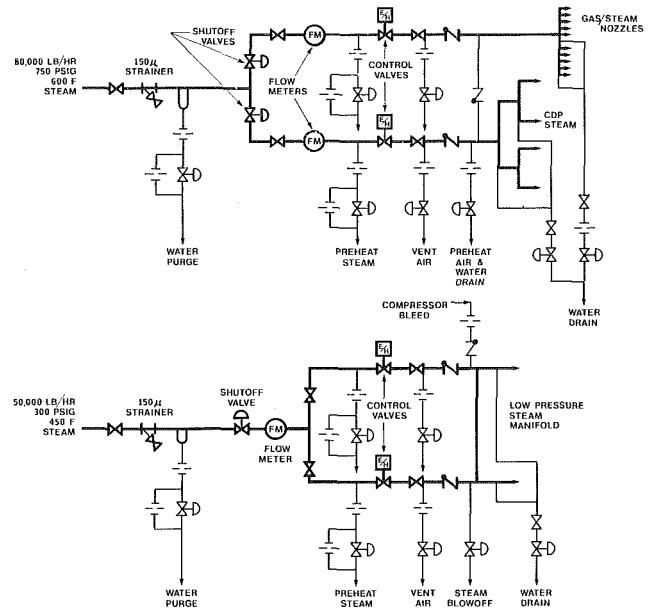 SHUTOFF
VALVES
FM
E/H
GAS/STEAM
NOZZLES
80,000 LB/HR
750 PSIG
600 F
STEAM
150μ
STRAINER
FLOW
METERS
CONTROL
VALVES
E/H
FM
CDP
STEAM
WATER
PURGE
PREHEAT
STEAM
VENT
AIR
PREHEAT
AIR &
WATER
DRAIN
WATER
DRAIN
COMPRESSOR
BLEED
E/H
50,000 LB/HR
300 PSIG
450 F
STEAM
150μ
STRAINER
SHUTOFF
VALVE
FM
FLOW
METER
CONTROL
VALVES
E/H
LOW PRESSURE
STEAM
MANIFOLD
WATER
PURGE
PREHEAT
STEAM
VENT
AIR
STEAM
BLOWOFF
WATER
DRAIN